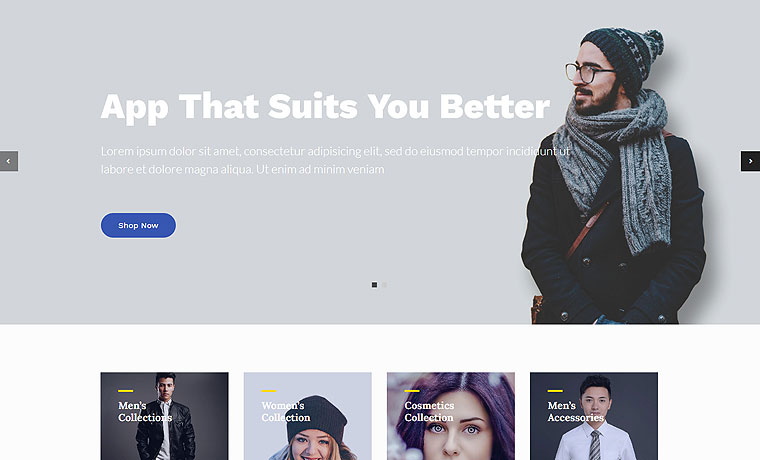 App That Suits You Better
Lorem ipsum dolor sit amet, consectetur adipisicing elit, sed do eiusmod tempor incididunt ut
labore et dolore magna aliqua. Ut enim ad minim veniam
Shop Now
Men's
Collections
Women's
Collection
Cosmetics
Collection
Men's
Accessories